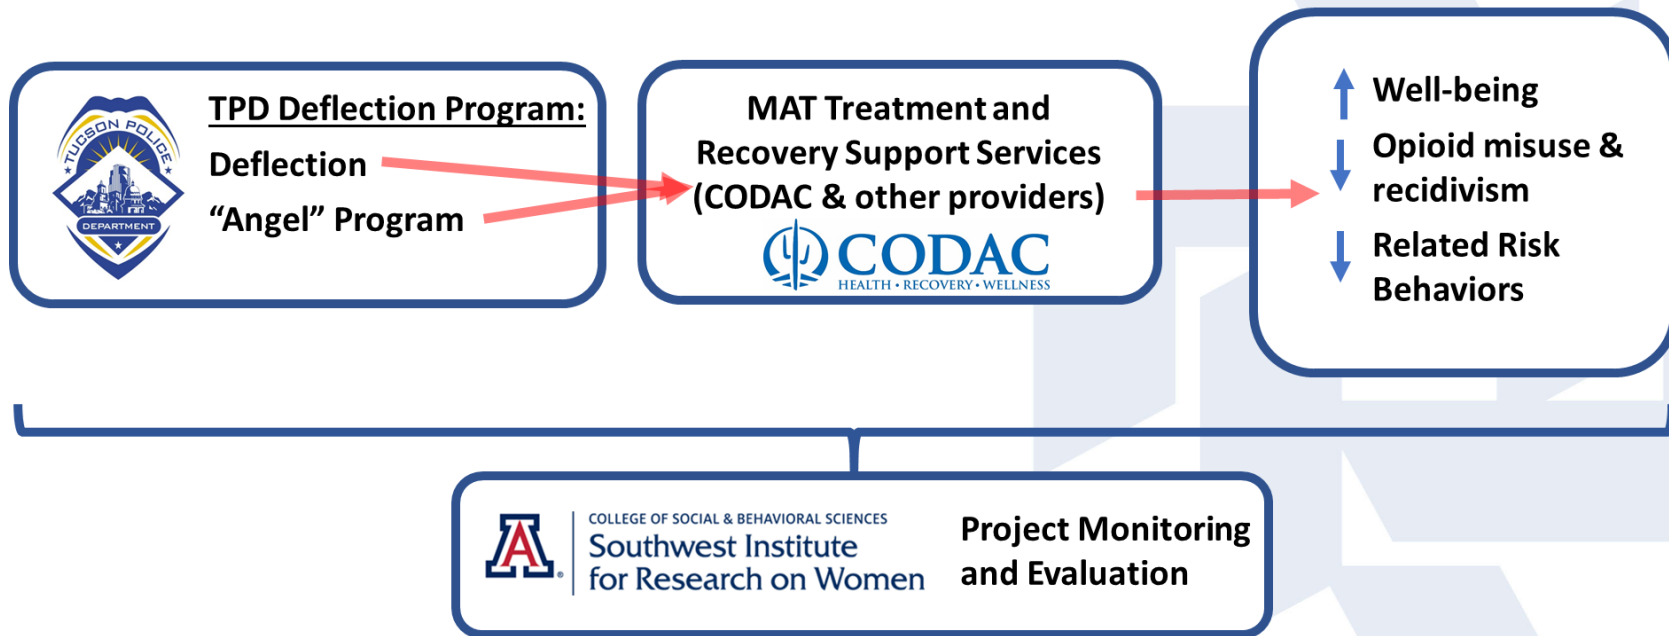 TUCSON POLICE
DEPARTMENT
TPD Deflection Program:
Deflection
“Angel” Program
MAT Treatment and
Recovery Support Services
(CODAC & other providers)
CODAC
HEALTH • RECOVERY • WELLNESS
Well-being
Opioid misuse &
recidivism
Related Risk
Behaviors
A®
COLLEGE OF SOCIAL & BEHAVIORAL SCIENCES
Southwest Institute
for Research on Women
Project Monitoring
and Evaluation